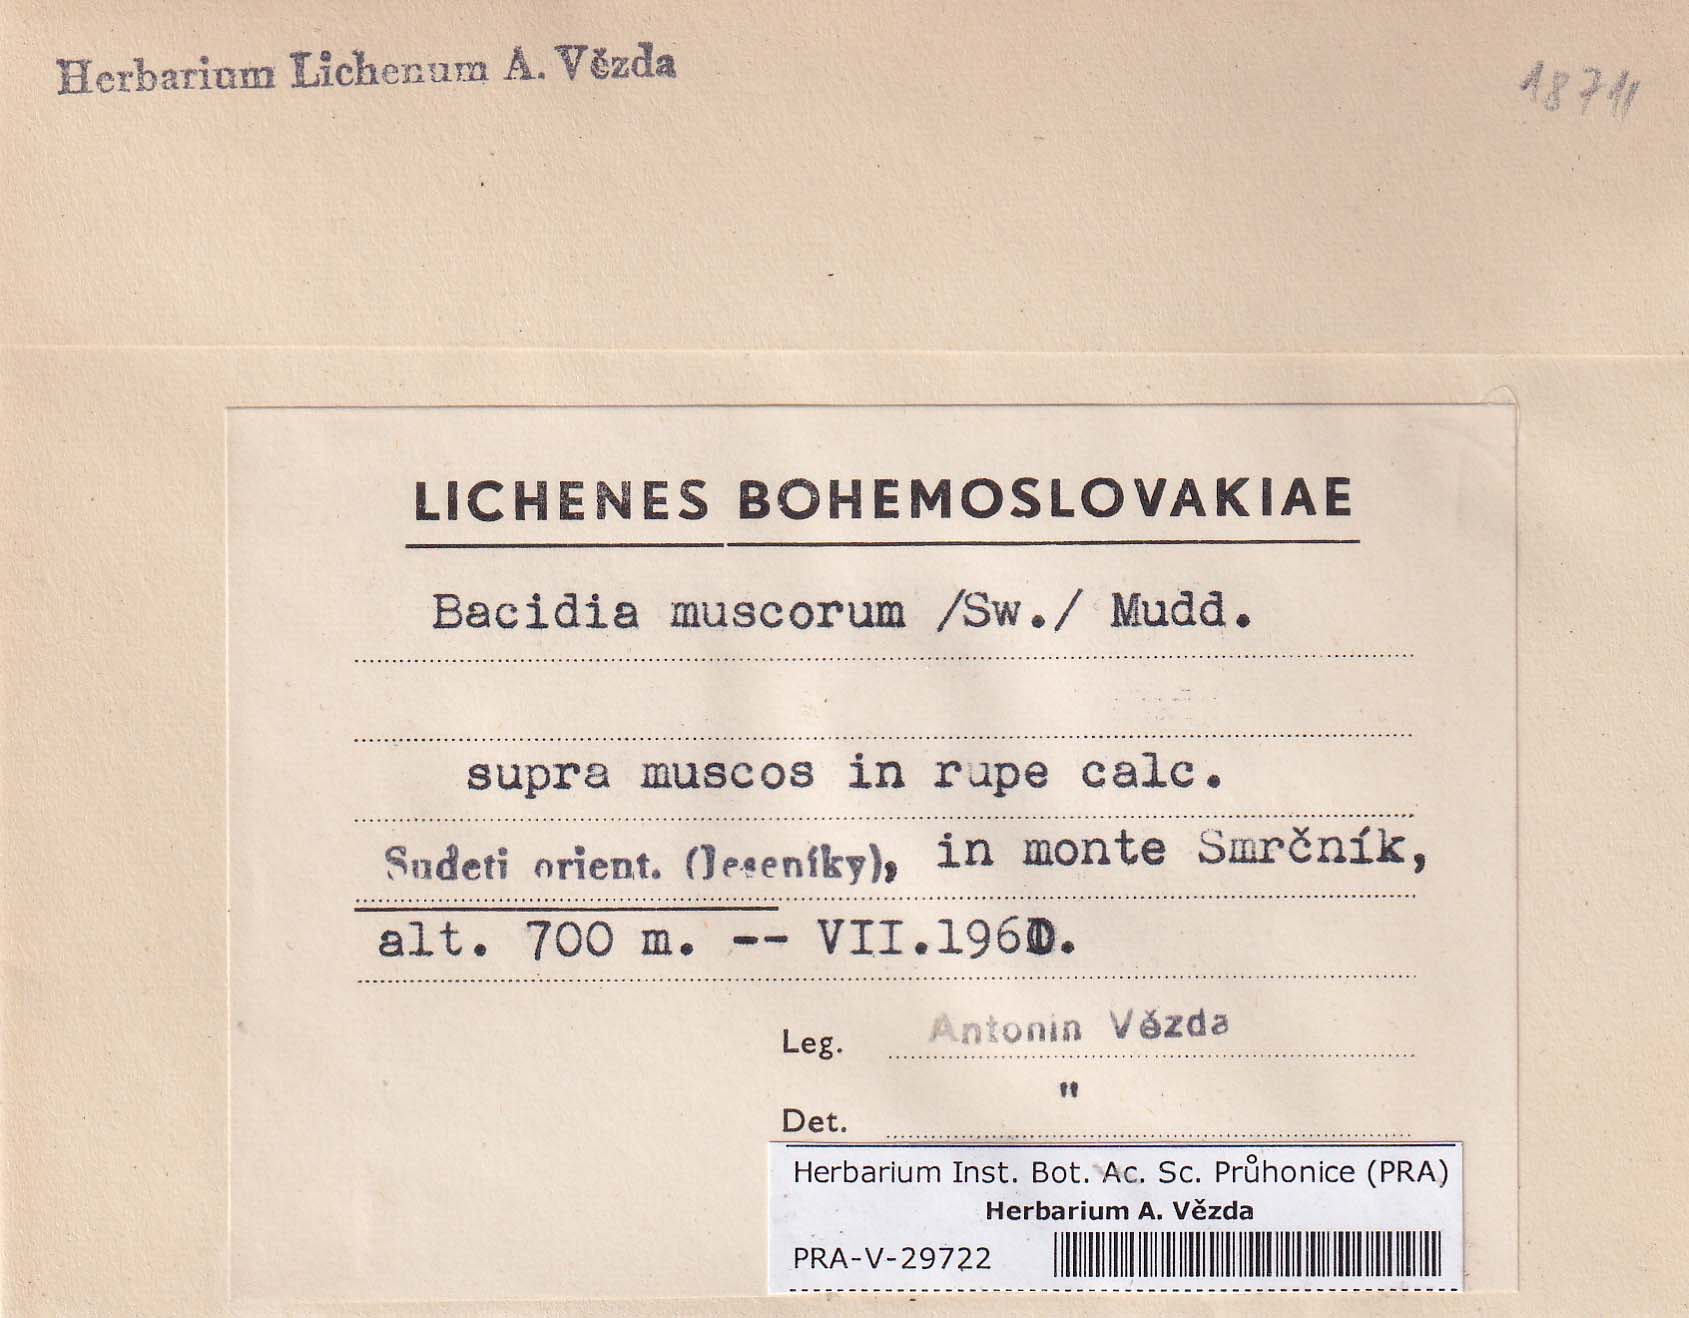 Herbarium Lichenum A. Vězda
LICHENES BOHEMOSLOVAKIAE
Bacidia muscorum /Sw./ Mudd.
supra muscos in rupe calc.
Sudeti orient. (Jeseníky), in monte Smrčník,
alt. 700 m. -- VII.
Leg. Antonín Vězda
Det. "
Herbarium Inst. Bot. Ac. Sc. Průhonice (PRA)
Herbarium A. Vězda
PRA-V-29722